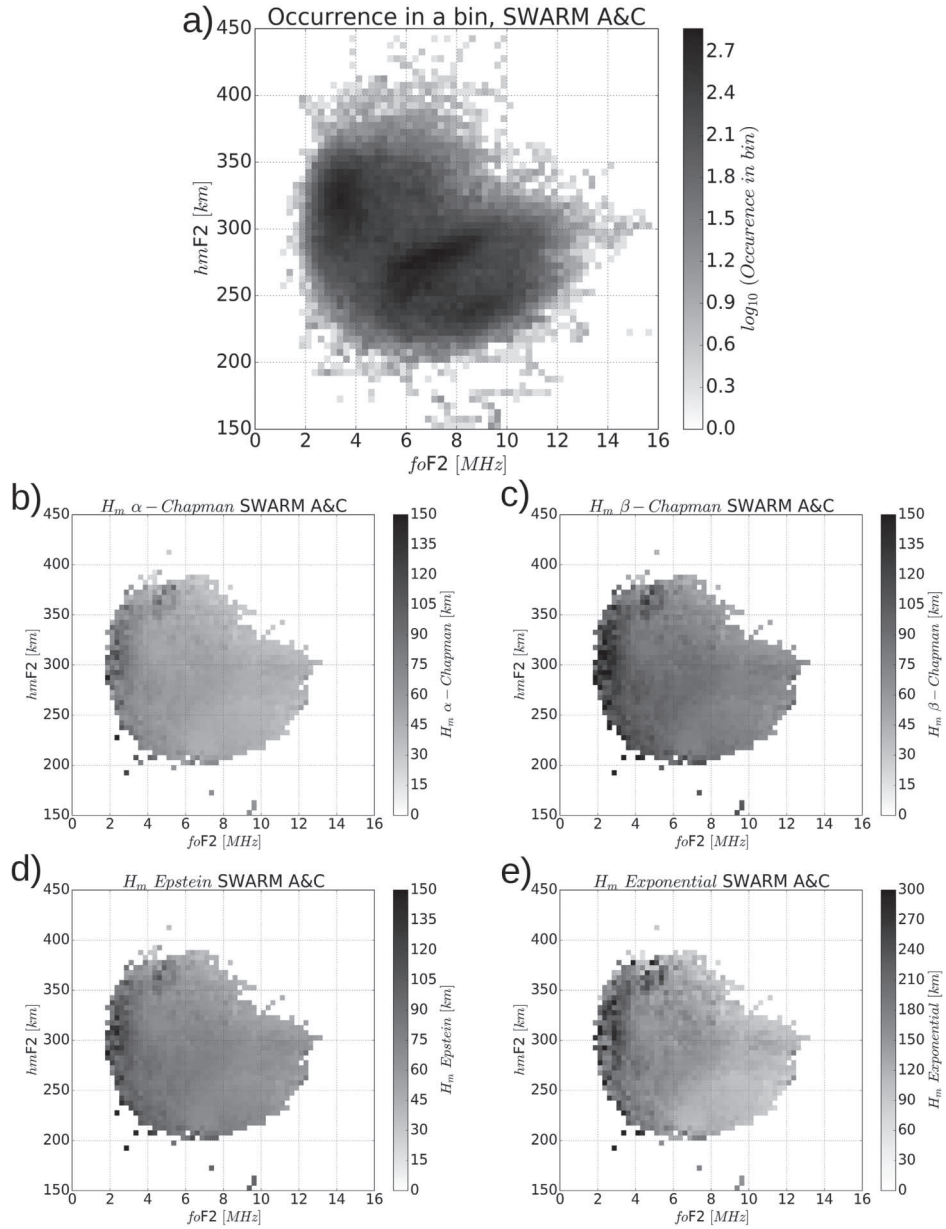 a)
Occurrence in a bin, SWARM A&C
450
400
350
300
250
200
150
hmF2 [km]
0 2 4 6 8 10 12 14 16
foF2 [MHz]
2.7
2.4
2.1
1.8
1.5
1.2
0.9
0.6
0.3
0.0
log10 (Occurence in bin)
b)
Hm α−Chapman SWARM A&C
450
400
350
300
250
200
150
hmF2 [km]
0 2 4 6 8 10 12 14 16
foF2 [MHz]
150
135
120
105
90
75
60
45
30
15
0
Hm α−Chapman [km]
c)
Hm β−Chapman SWARM A&C
450
400
350
300
250
200
150
hmF2 [km]
0 2 4 6 8 10 12 14 16
foF2 [MHz]
150
135
120
105
90
75
60
45
30
15
0
Hm β−Chapman [km]
d)
Hm Epstein SWARM A&C
450
400
350
300
250
200
150
hmF2 [km]
0 2 4 6 8 10 12 14 16
foF2 [MHz]
150
135
120
105
90
75
60
45
30
15
0
Hm Epstein [km]
e)
Hm Exponential SWARM A&C
450
400
350
300
250
200
150
hmF2 [km]
0 2 4 6 8 10 12 14 16
foF2 [MHz]
300
270
240
210
180
150
120
90
60
30
0
Hm Exponential [km]